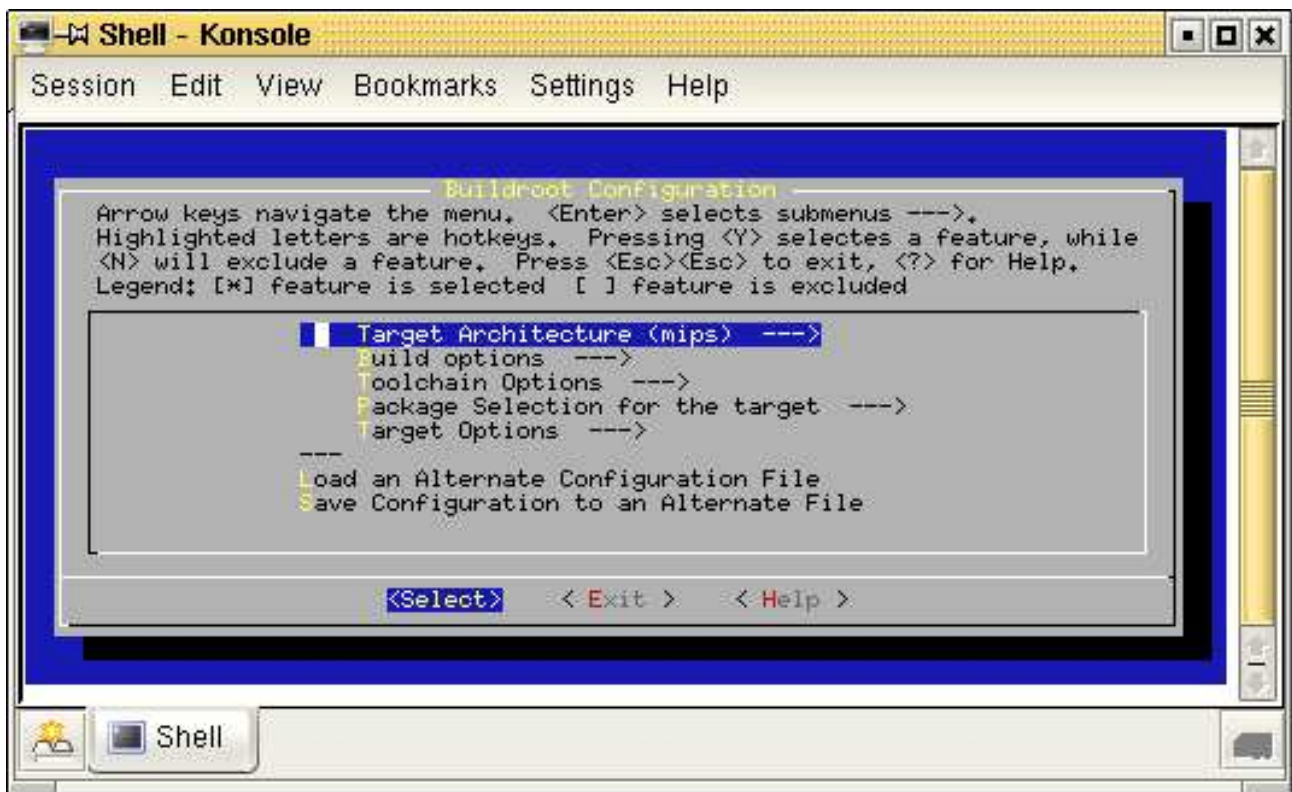 Shell - Konsole
Session Edit View Bookmarks Settings Help
Buildroot Configuration
Arrow keys navigate the menu. <Enter> selects submenus --->.
Highlighted letters are hotkeys. Pressing <Y> selectes a feature, while
<N> will exclude a feature. Press <Esc><Esc> to exit, <?> for Help.
Legend: [*] feature is selected [ ] feature is excluded
Target Architecture (mips) --->
Build options --->
Toolchain Options --->
Package Selection for the target --->
Target Options --->
---
Load an Alternate Configuration File
Save Configuration to an Alternate File
<Select> < Exit > < Help >
Shell